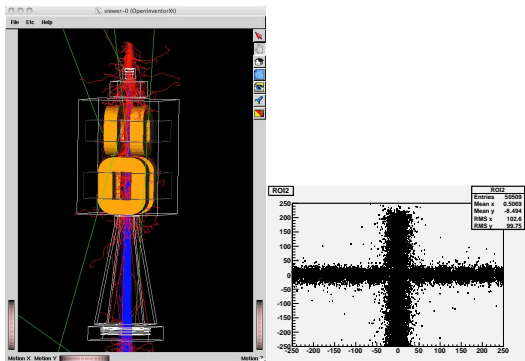 viewer-0 (OpenInventorXt)
File Etc Help
Motion X Motion Y Motion Z
ROI2
ROI2
Entries 50509
Mean x 0.5069
Mean y -8.494
RMS x 102.6
RMS y 99.75
250
200
150
100
50
0
-50
-100
-150
-200
-250
-250 -200 -150 -100 -50 0 50 100 150 200 250